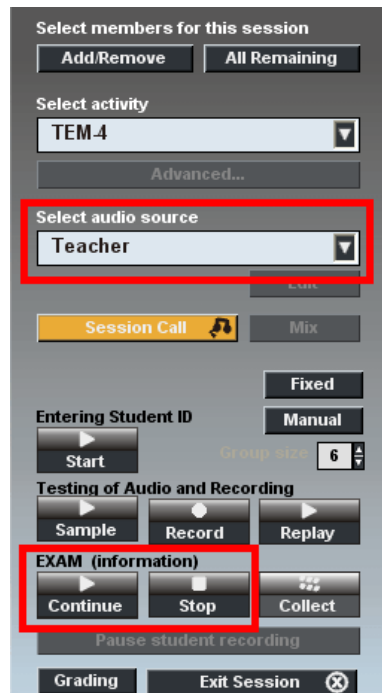 Select members for this session
Add/Remove All Remaining
Select activity
TEM-4
Advanced...
Select audio source
Teacher
Edit
Session Call Mix
Fixed
Entering Student ID Manual
Start Group size 6
Testing of Audio and Recording
Sample Record Replay
EXAM (information)
Continue Stop Collect
Pause student recording
Grading Exit Session